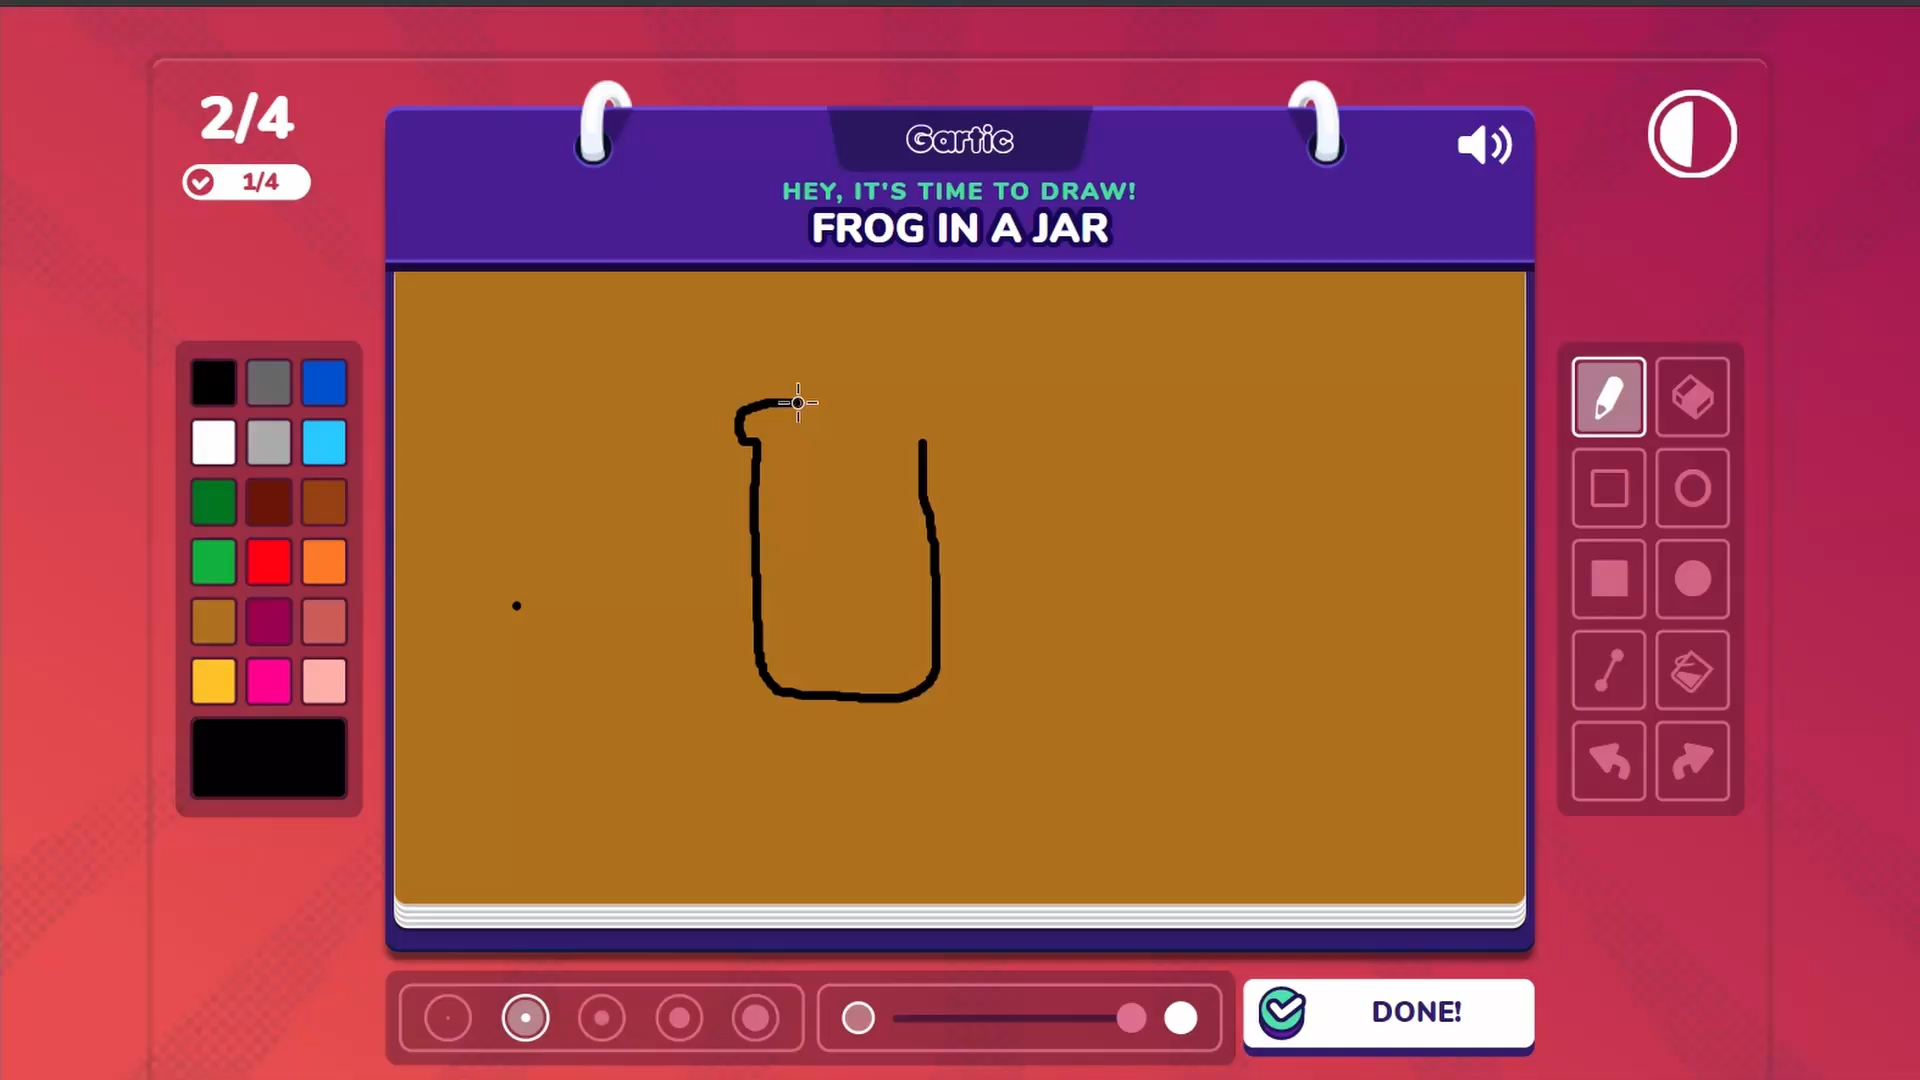 2/4
1/4
Gartic
HEY, IT'S TIME TO DRAW!
FROG IN A JAR
DONE!